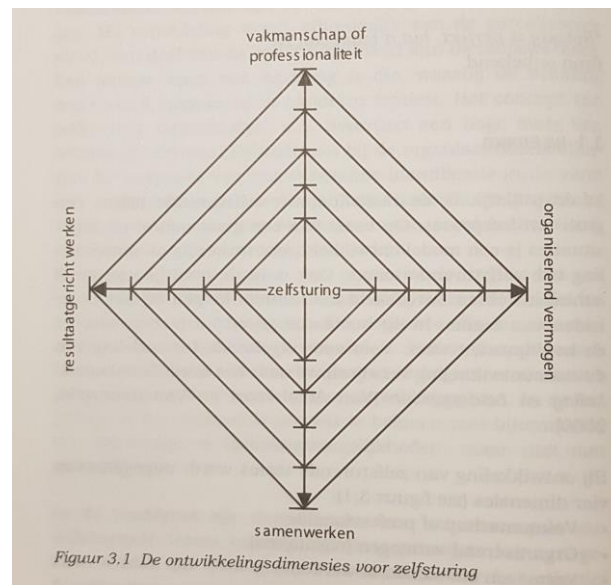 vakmanschap of
professionaliteit
resultaatgericht werken
zelfsturing
organiserend vermogen
samenwerken
Figuur 3.1 De ontwikkelingsdimensies voor zelfsturing